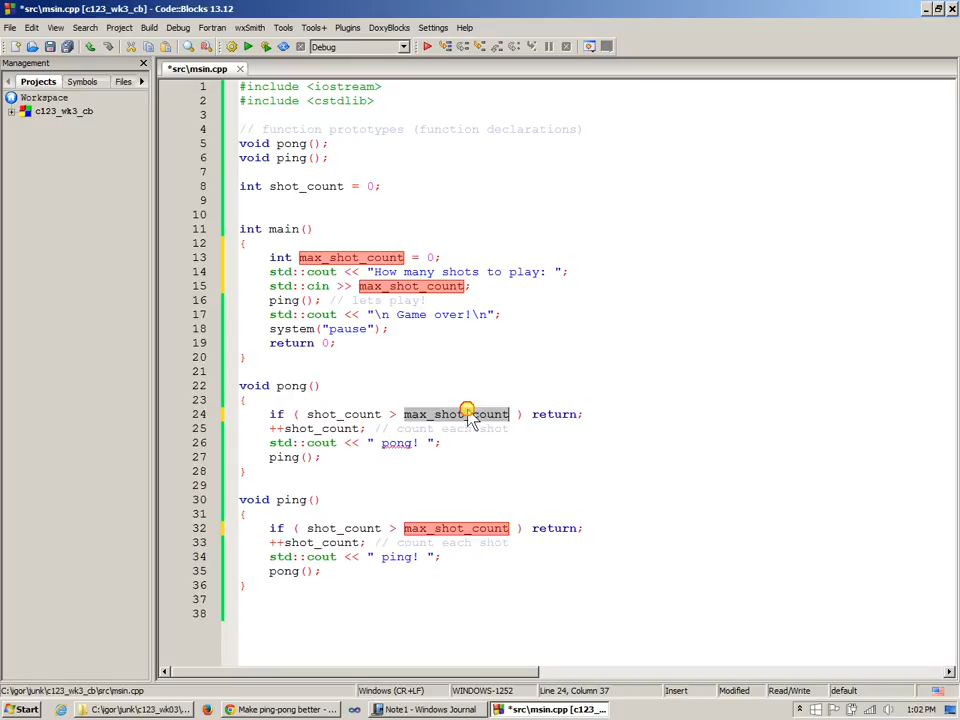 *src\msin.cpp [c123_wk3_cb] - Code::Blocks 13.12
File Edit View Search Project Build Debug Fortran wxSmith Tools Tools+ Plugins DoxyBlocks Settings Help
Debug
Management
*src\msin.cpp
Projects Symbols Files
Workspace
c123_wk3_cb
1 #include <iostream>
2 #include <cstdlib>
3
4 // function prototypes (function declarations)
5 void pong();
6 void ping();
7
8 int shot_count = 0;
9
10
11 int main()
12 {
13 int max_shot_count = 0;
14 std::cout << "How many shots to play: ";
15 std::cin >> max_shot_count;
16 ping(); // lets play!
17 std::cout << "\n Game over!\n";
18 system("pause");
19 return 0;
20 }
21
22 void pong()
23 {
24 if ( shot_count > max_shot_count ) return;
25 ++shot_count; // count each shot
26 std::cout << " pong! ";
27 ping();
28 }
29
30 void ping()
31 {
32 if ( shot_count > max_shot_count ) return;
33 ++shot_count; // count each shot
34 std::cout << " ping! ";
35 pong();
36 }
37
38
C:\igor\junk\c123_wk3_cb\src\msin.cpp Windows (CR+LF) WINDOWS-1252 Line 24, Column 37 Insert Modified Read/Write default
Start C:\igor\junk\c123_wk03\... Make ping-pong better - ... Note1 - Windows Journal *src\msin.cpp [c123_... 1:02 PM